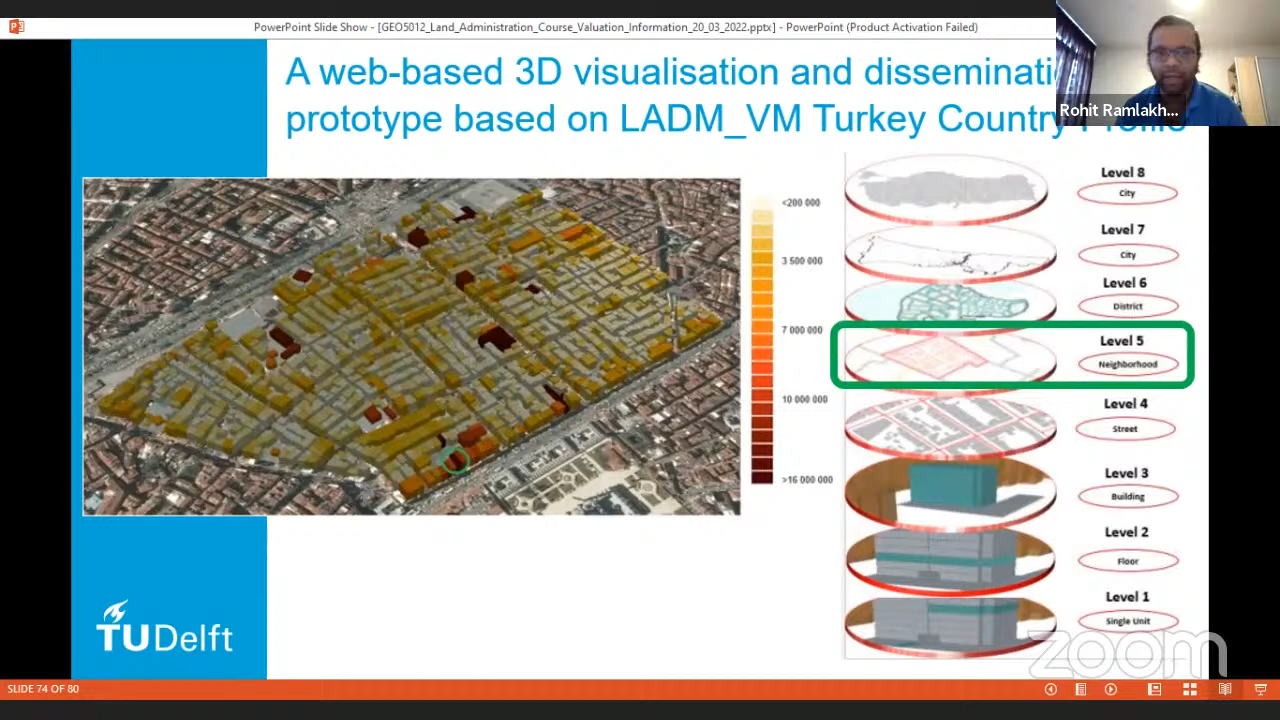 PowerPoint Slide Show - [GEO5012_Land_Administration_Course_Valuation_Information_20_03_2022.pptx] - PowerPoint (Product Activation Failed)
A web-based 3D visualisation and
prototype based on LADM_VM Turkey Country
Rohit Ramlakh...
<200 000
3 500 000
7 000 000
10 000 000
>16 000 000
Level 8
City
Level 7
City
Level 6
District
Level 5
Neighborhood
Level 4
Street
Level 3
Building
Level 2
Floor
Level 1
Single Unit
TUDelft
zoom
SLIDE 74 OF 80